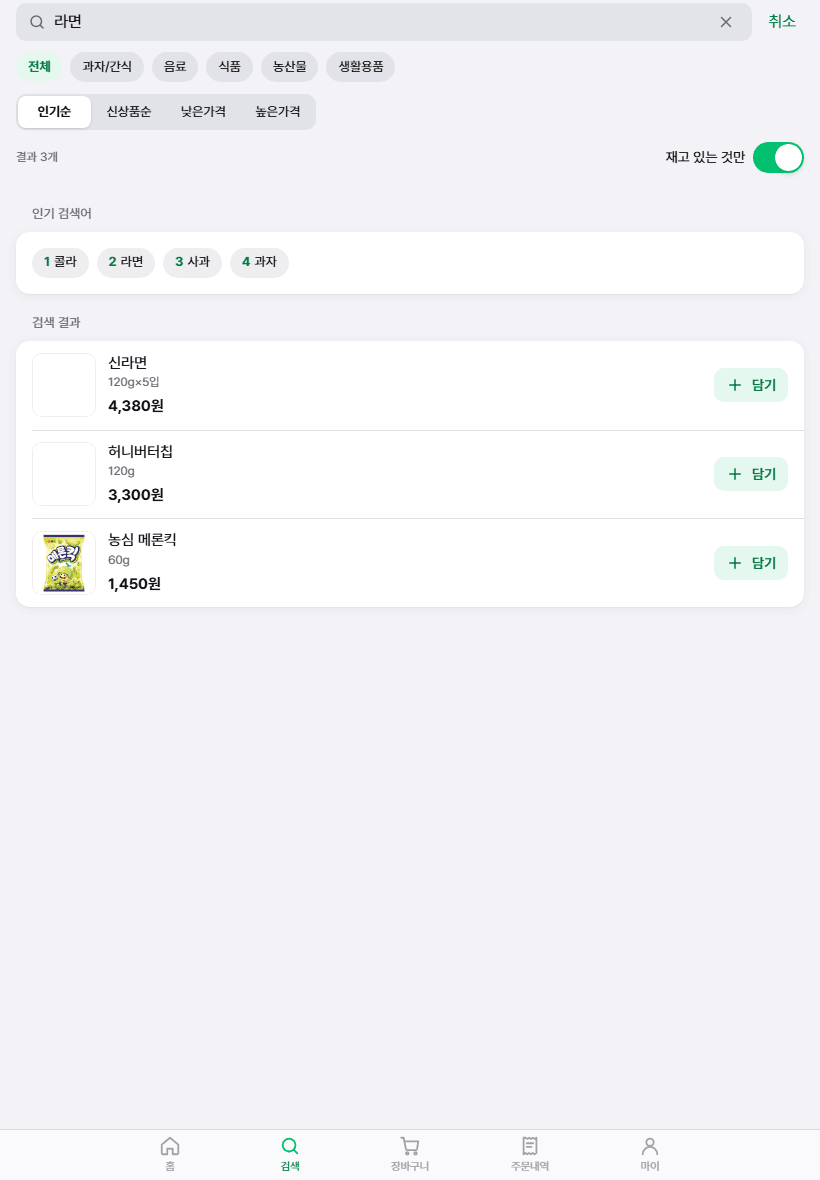 라면
취소
전체 과자/간식 음료 식품 농산물 생활용품
인기순 신상품순 낮은가격 높은가격
결과 3개
재고 있는 것만
인기 검색어
1 콜라 2 라면 3 사과 4 과자
검색 결과
신라면
120g×5입
4,380원
담기
허니버터칩
120g
3,300원
담기
메론킥
농심 메론킥
60g
1,450원
담기
홈 검색 장바구니 주문내역 마이